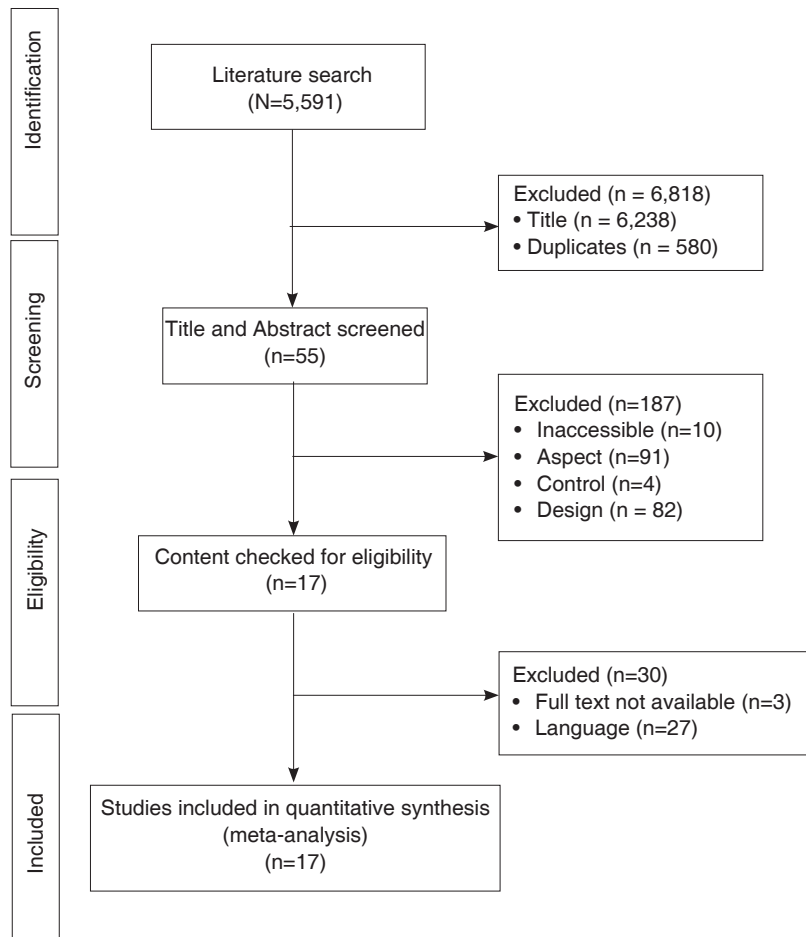 Identification
Literature search
(N=5,591)
Excluded (n = 6,818)
• Title (n = 6,238)
• Duplicates (n = 580)
Screening
Title and Abstract screened
(n=55)
Excluded (n=187)
• Inaccessible (n=10)
• Aspect (n=91)
• Control (n=4)
• Design (n = 82)
Eligibility
Content checked for eligibility
(n=17)
Excluded (n=30)
• Full text not available (n=3)
• Language (n=27)
Included
Studies included in quantitative synthesis
(meta-analysis)
(n=17)